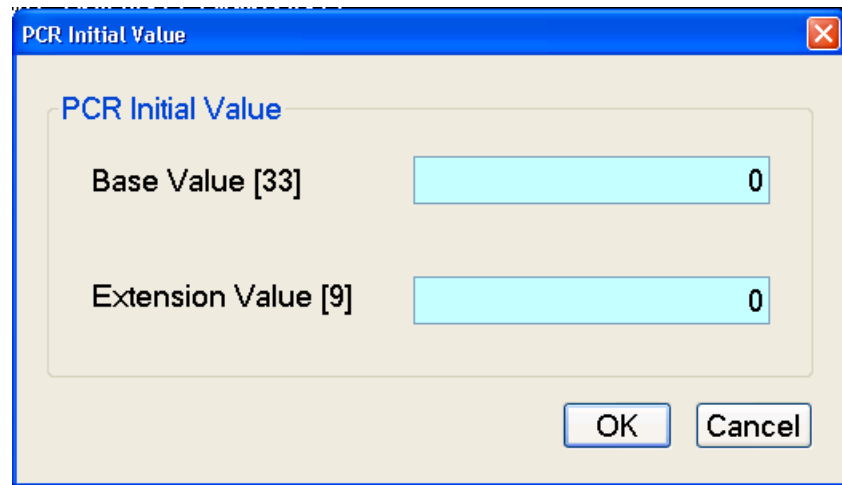 PCR Initial Value
PCR Initial Value
Base Value [33] 0
Extension Value [9] 0
OK Cancel